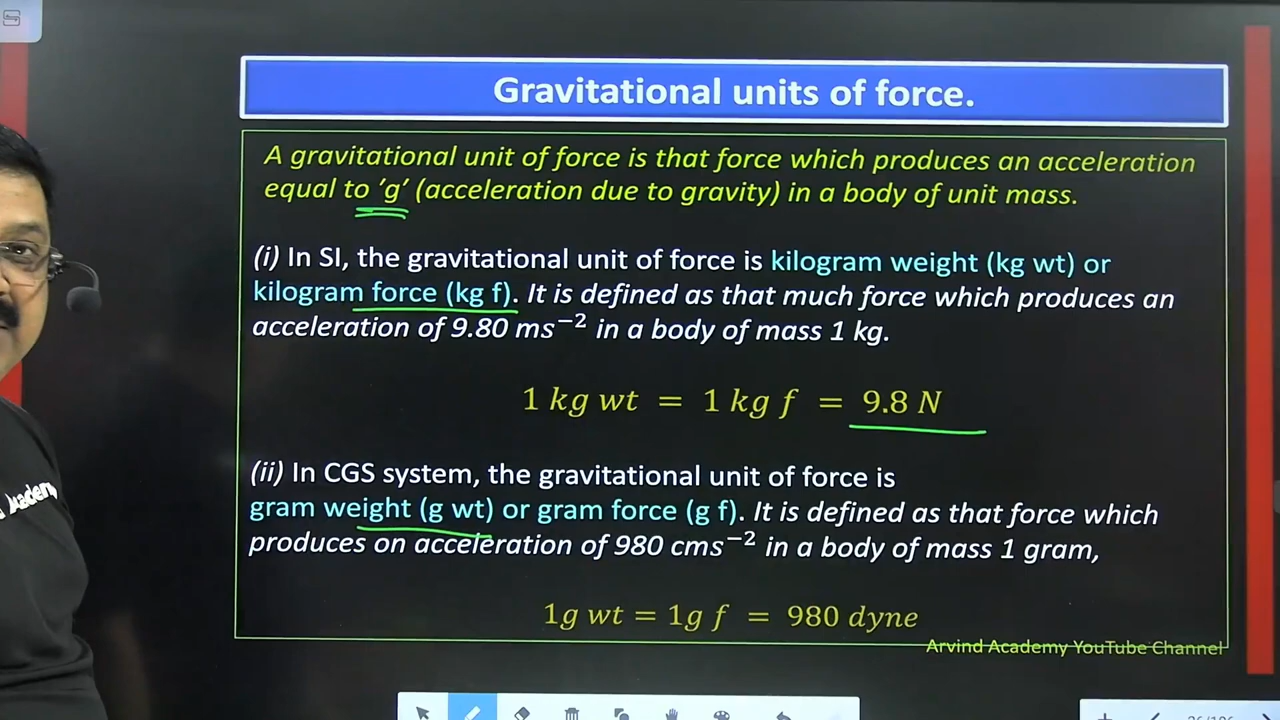 Gravitational units of force.
A gravitational unit of force is that force which produces an acceleration
equal to 'g' (acceleration due to gravity) in a body of unit mass.
(i) In SI, the gravitational unit of force is kilogram weight (kg wt) or
kilogram force (kg f). It is defined as that much force which produces an
acceleration of 9.80 ms⁻² in a body of mass 1 kg.
1 kg wt = 1 kg f = 9.8 N
(ii) In CGS system, the gravitational unit of force is
gram weight (g wt) or gram force (g f). It is defined as that force which
produces on acceleration of 980 cms⁻² in a body of mass 1 gram,
1g wt = 1g f = 980 dyne
Arvind Academy YouTube Channel
Academy